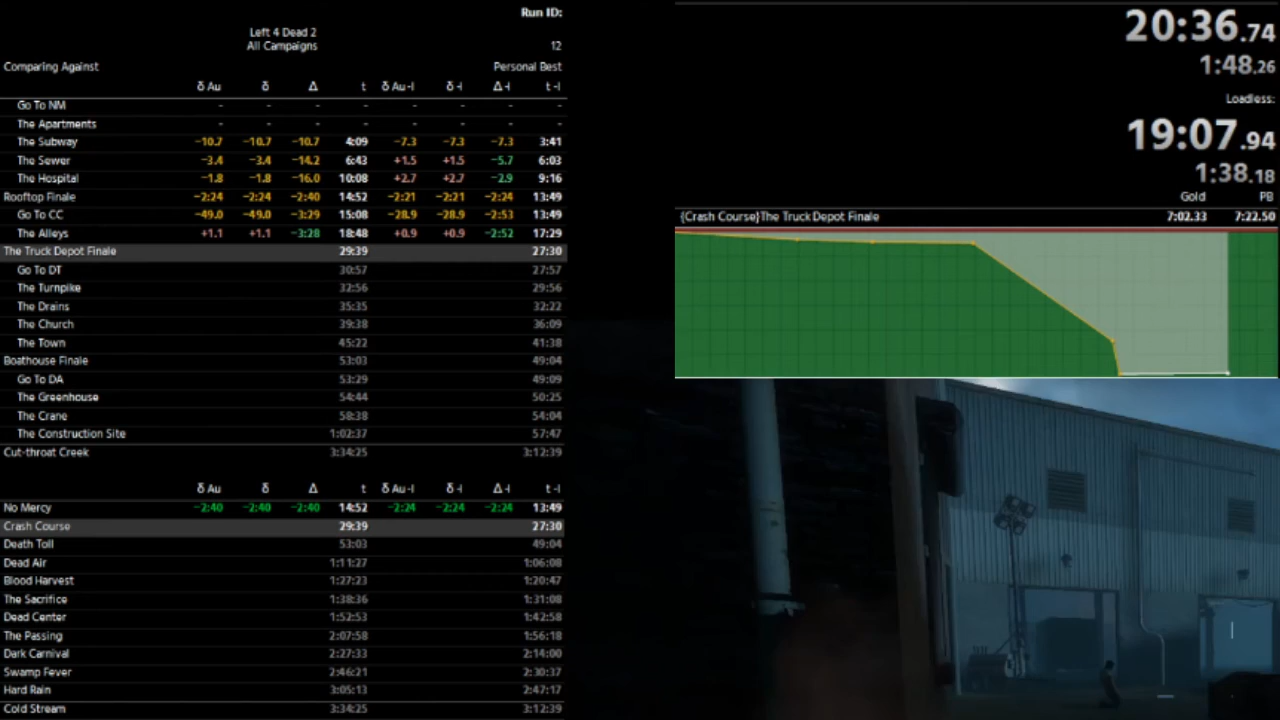 Run ID:
Left 4 Dead 2
All Campaigns 12
Comparing Against Personal Best
δ Au δ Δ t δ Au -l δ -l Δ -l t -l
Go To NM - - - - - - - -
The Apartments - - - - - - - -
The Subway −10.7 −10.7 −10.7 4:09 −7.3 −7.3 −7.3 3:41
The Sewer −3.4 −3.4 −14.2 6:43 +1.5 +1.5 −5.7 6:03
The Hospital −1.8 −1.8 −16.0 10:08 +2.7 +2.7 −2.9 9:16
Rooftop Finale −2:24 −2:24 −2:40 14:52 −2:21 −2:21 −2:24 13:49
Go To CC −49.0 −49.0 −3:29 15:08 −28.9 −28.9 −2:53 13:49
The Alleys +1.1 +1.1 −3:28 18:48 +0.9 +0.9 −2:52 17:29
The Truck Depot Finale 29:39 27:30
Go To DT 30:57 27:57
The Turnpike 32:56 29:56
The Drains 35:35 32:22
The Church 39:38 36:09
The Town 45:22 41:38
Boathouse Finale 53:03 49:04
Go To DA 53:29 49:09
The Greenhouse 54:44 50:25
The Crane 58:38 54:04
The Construction Site 1:02:37 57:47
Cut-throat Creek 3:34:25 3:12:39
δ Au δ Δ t δ Au -l δ -l Δ -l t -l
No Mercy −2:40 −2:40 −2:40 14:52 −2:24 −2:24 −2:24 13:49
Crash Course 29:39 27:30
Death Toll 53:03 49:04
Dead Air 1:11:27 1:06:08
Blood Harvest 1:27:23 1:20:47
The Sacrifice 1:38:36 1:31:08
Dead Center 1:52:53 1:42:58
The Passing 2:07:58 1:56:18
Dark Carnival 2:27:33 2:14:00
Swamp Fever 2:46:21 2:30:37
Hard Rain 3:05:13 2:47:17
Cold Stream 3:34:25 3:12:39
20:36.74
1:48.26
Loadless:
19:07.94
1:38.18
Gold PB
{Crash Course}The Truck Depot Finale 7:02.33 7:22.50